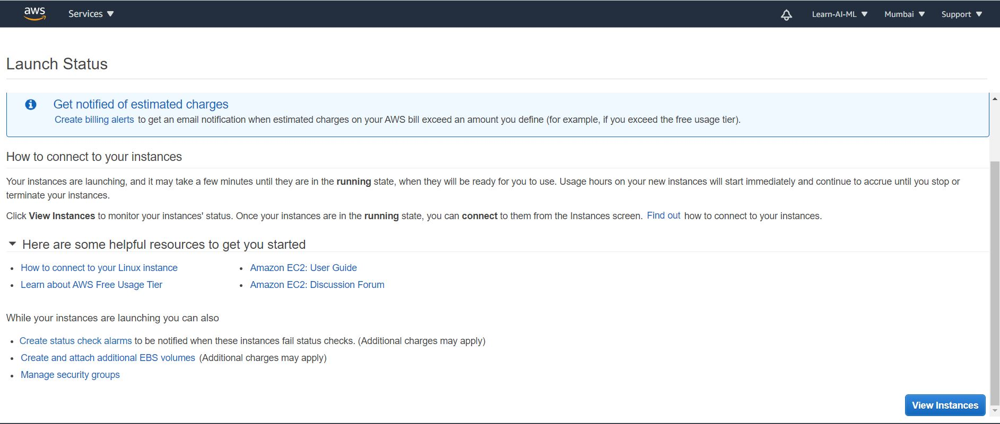 aws Services Learn-AI-ML Mumbai Support
Launch Status
Get notified of estimated charges
Create billing alerts to get an email notification when estimated charges on your AWS bill exceed an amount you define (for example, if you exceed the free usage tier).
How to connect to your instances
Your instances are launching, and it may take a few minutes until they are in the running state, when they will be ready for you to use. Usage hours on your new instances will start immediately and continue to accrue until you stop or
terminate your instances.
Click View Instances to monitor your instances' status. Once your instances are in the running state, you can connect to them from the Instances screen. Find out how to connect to your instances.
Here are some helpful resources to get you started
• How to connect to your Linux instance
• Learn about AWS Free Usage Tier
• Amazon EC2: User Guide
• Amazon EC2: Discussion Forum
While your instances are launching you can also
• Create status check alarms to be notified when these instances fail status checks. (Additional charges may apply)
• Create and attach additional EBS volumes (Additional charges may apply)
• Manage security groups
View Instances